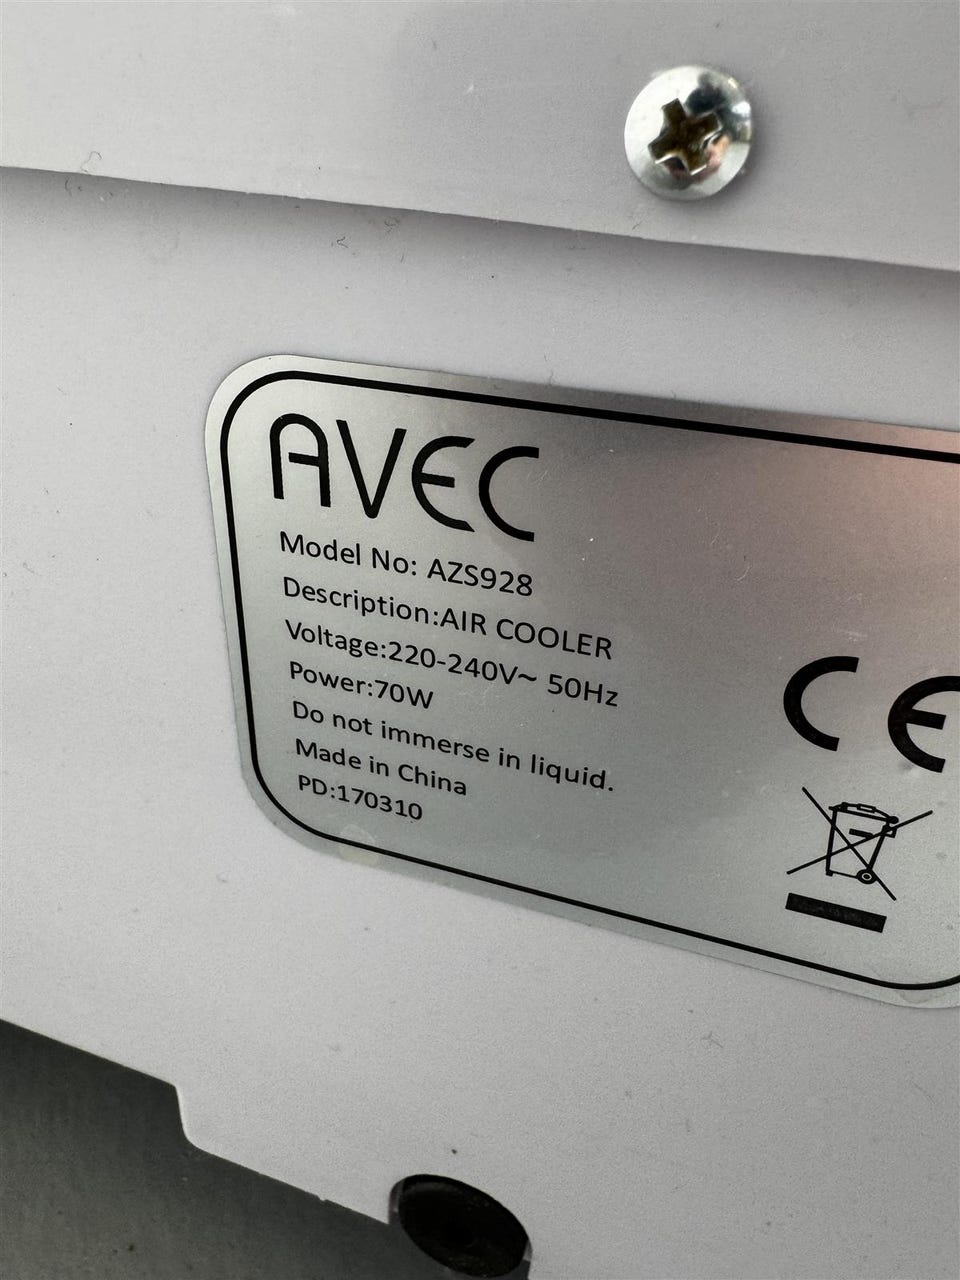 AVEC
Model No: AZS928
Description:AIR COOLER
Voltage:220-240V~ 50Hz
Power:70W
Do not immerse in liquid.
Made in China
PD:170310
CE